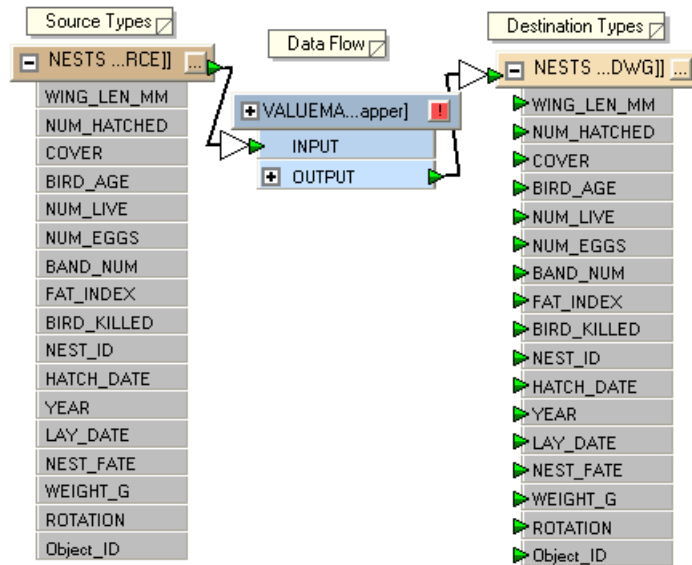 Source Types
Data Flow
Destination Types
NESTS ...RCE]] ...
WING_LEN_MM
NUM_HATCHED
COVER
BIRD_AGE
NUM_LIVE
NUM_EGGS
BAND_NUM
FAT_INDEX
BIRD_KILLED
NEST_ID
HATCH_DATE
YEAR
LAY_DATE
NEST_FATE
WEIGHT_G
ROTATION
Object_ID
VALUEMA...apper] !
INPUT
OUTPUT
NESTS ...DWG]] ...
WING_LEN_MM
NUM_HATCHED
COVER
BIRD_AGE
NUM_LIVE
NUM_EGGS
BAND_NUM
FAT_INDEX
BIRD_KILLED
NEST_ID
HATCH_DATE
YEAR
LAY_DATE
NEST_FATE
WEIGHT_G
ROTATION
Object_ID